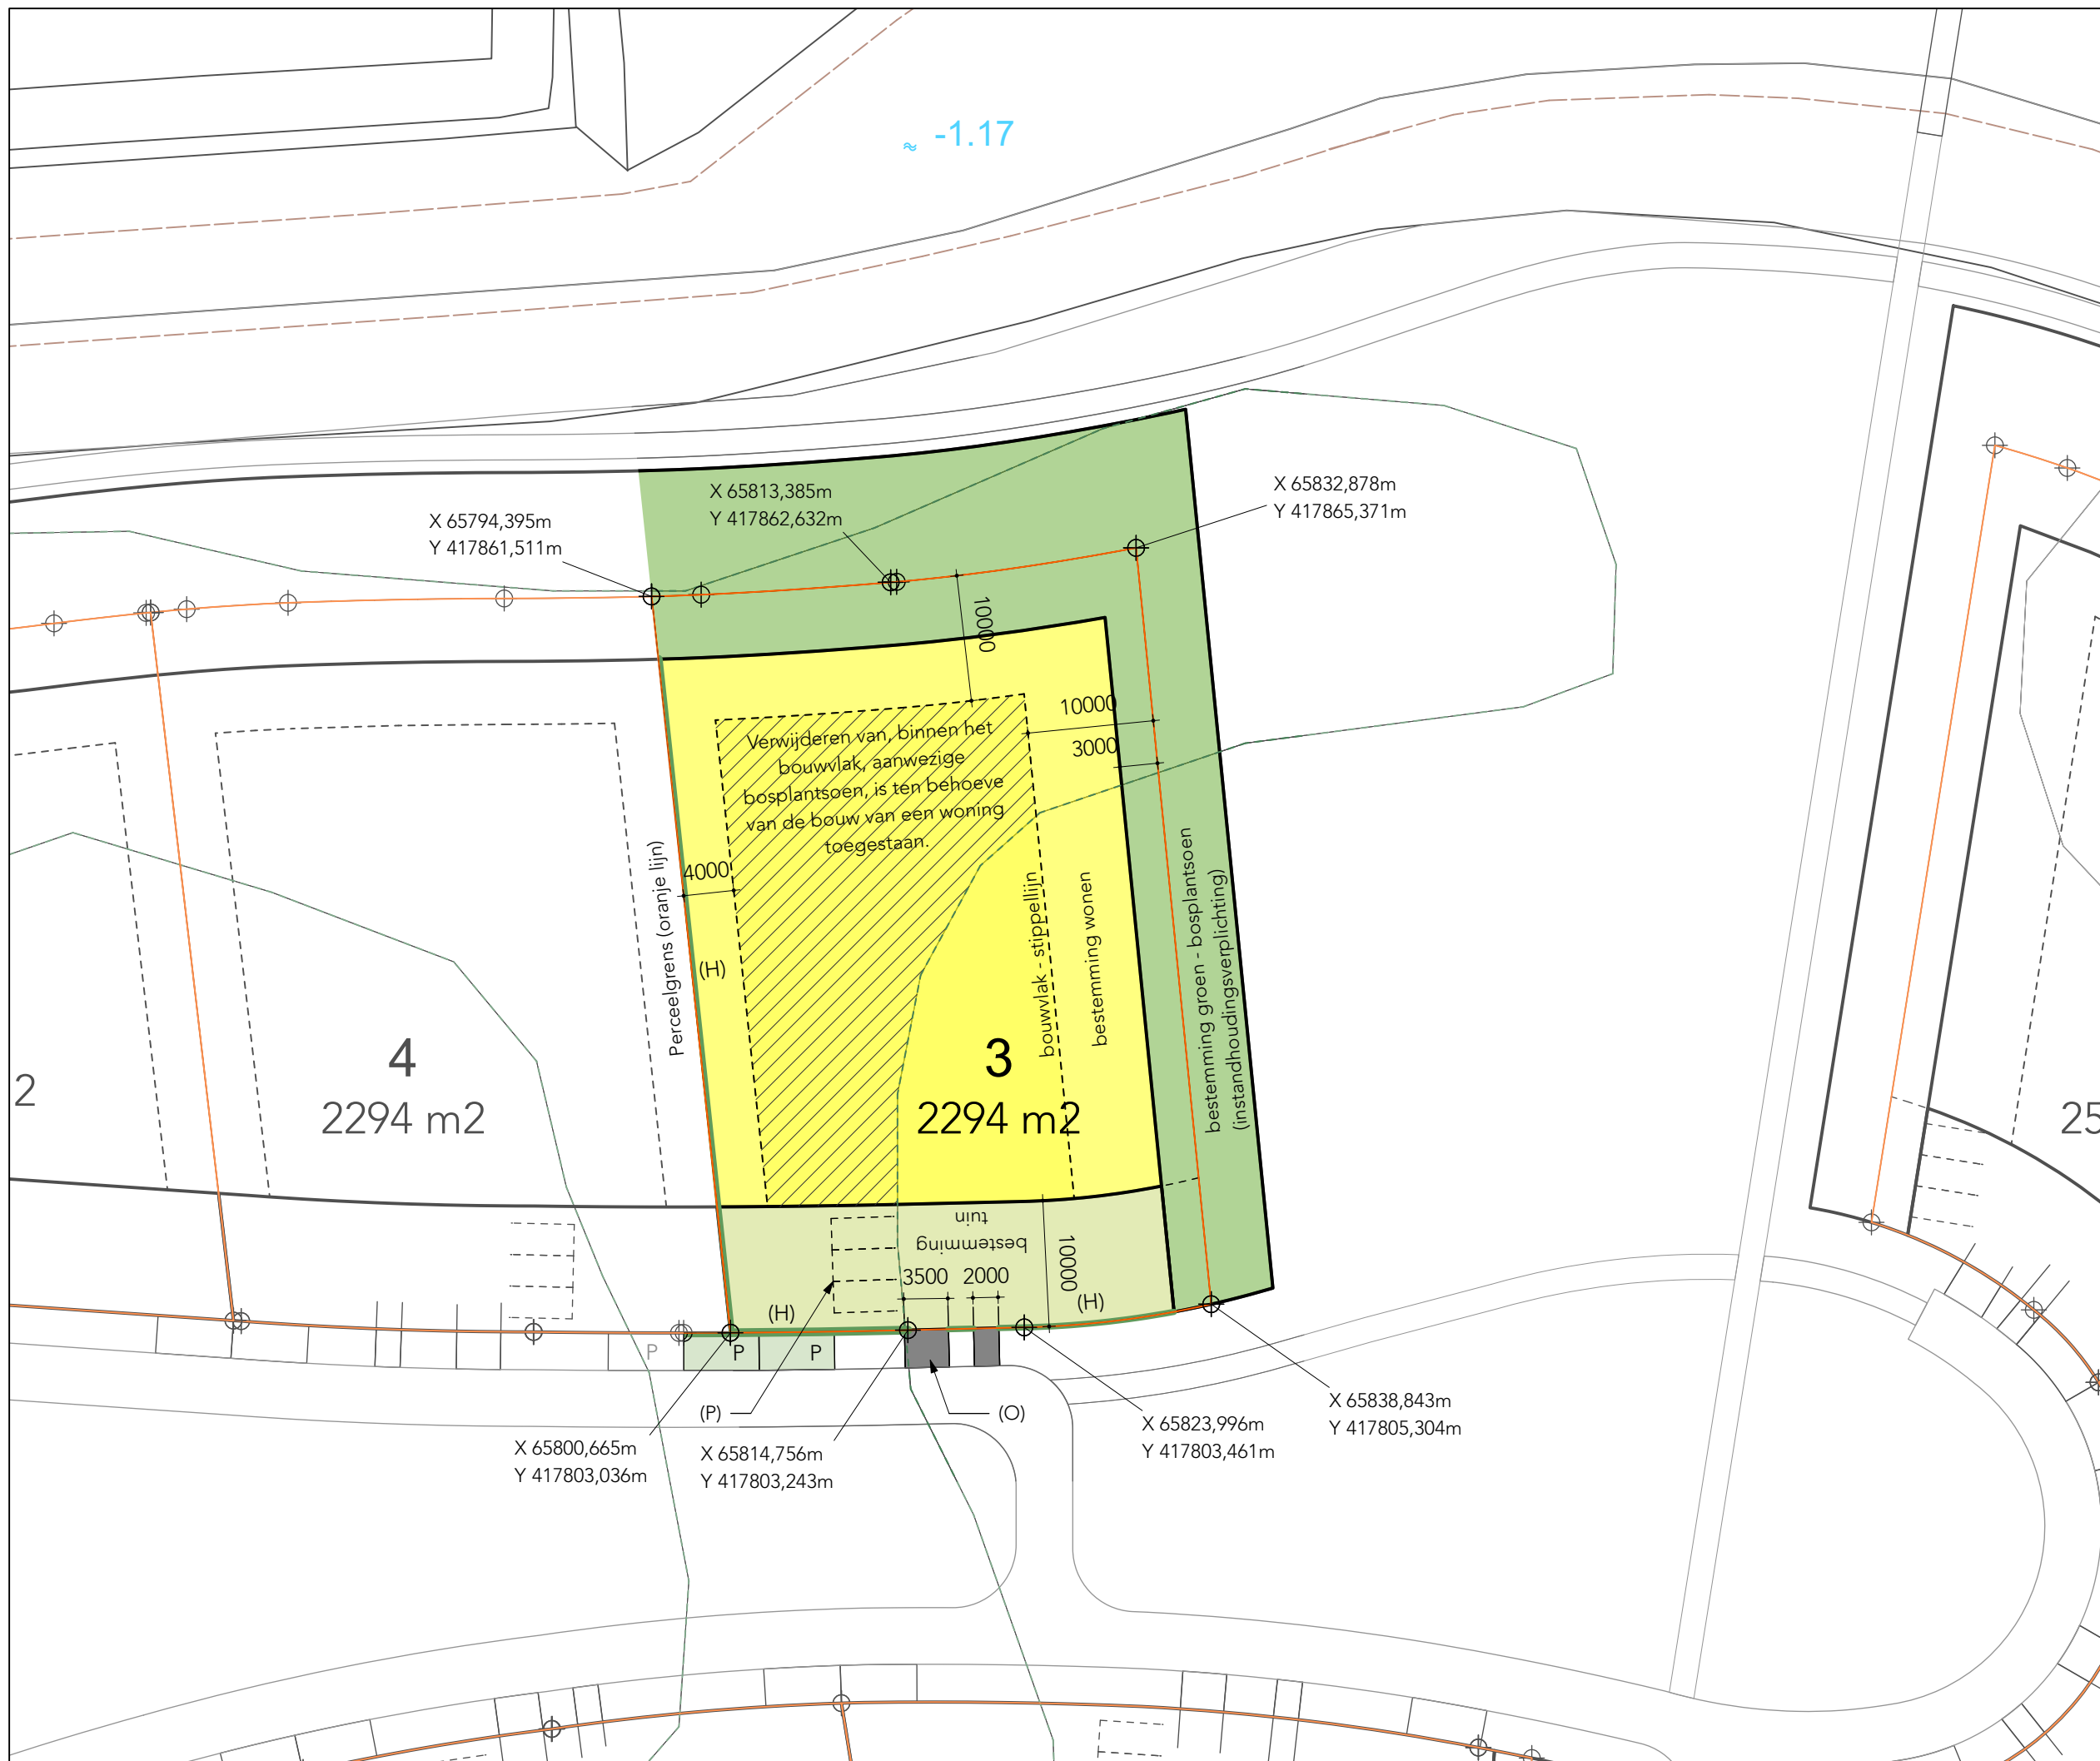 ≈ -1.17
X 65813,385m
Y 417862,632m
X 65832,878m
Y 417865,371m
X 65794,395m
Y 417861,511m
10000
10000
3000
Verwijderen van, binnen het
bouwvlak, aanwezige
bosplantsoen, is ten behoeve
van de bouw van een woning
toegestaan.
4000
Perceelgrens (oranje lijn)
(H)
bouwvlak - stippellijn
bestemming wonen
bestemming groen - bosplantsoen
(instandhoudingsverplichting)
4
2294 m2
3
2294 m2
2
25
bestemming
tuin
3500
2000
10000
(H)
(H)
P
P
P
(P)
(O)
X 65800,665m
Y 417803,036m
X 65814,756m
Y 417803,243m
X 65823,996m
Y 417803,461m
X 65838,843m
Y 417805,304m